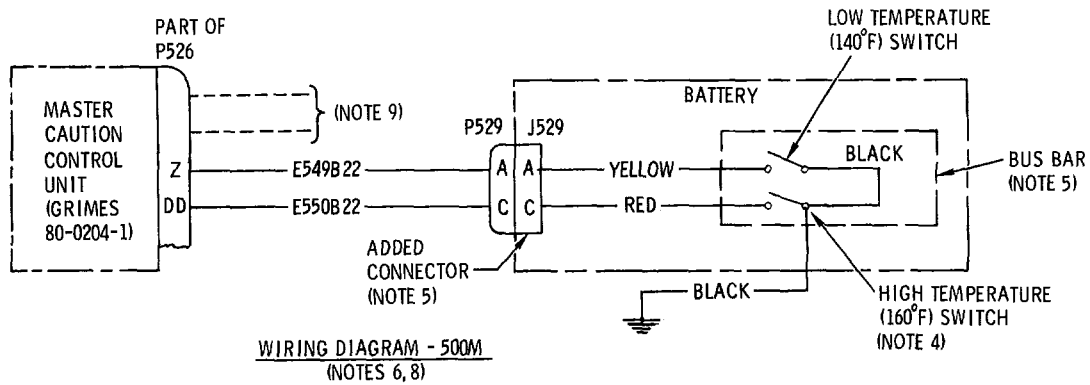 PART OF
P526
MASTER
CAUTION
CONTROL
UNIT
(GRIMES
80-0204-1)
Z
DD
(NOTE 9)
E549B22
E550B22
P529
J529
A
A
C
C
ADDED
CONNECTOR
(NOTE 5)
BATTERY
YELLOW
RED
BLACK
LOW TEMPERATURE
(140°F) SWITCH
BUS BAR
(NOTE 5)
BLACK
HIGH TEMPERATURE
(160°F) SWITCH
(NOTE 4)
WIRING DIAGRAM - 500M
(NOTES 6,8)